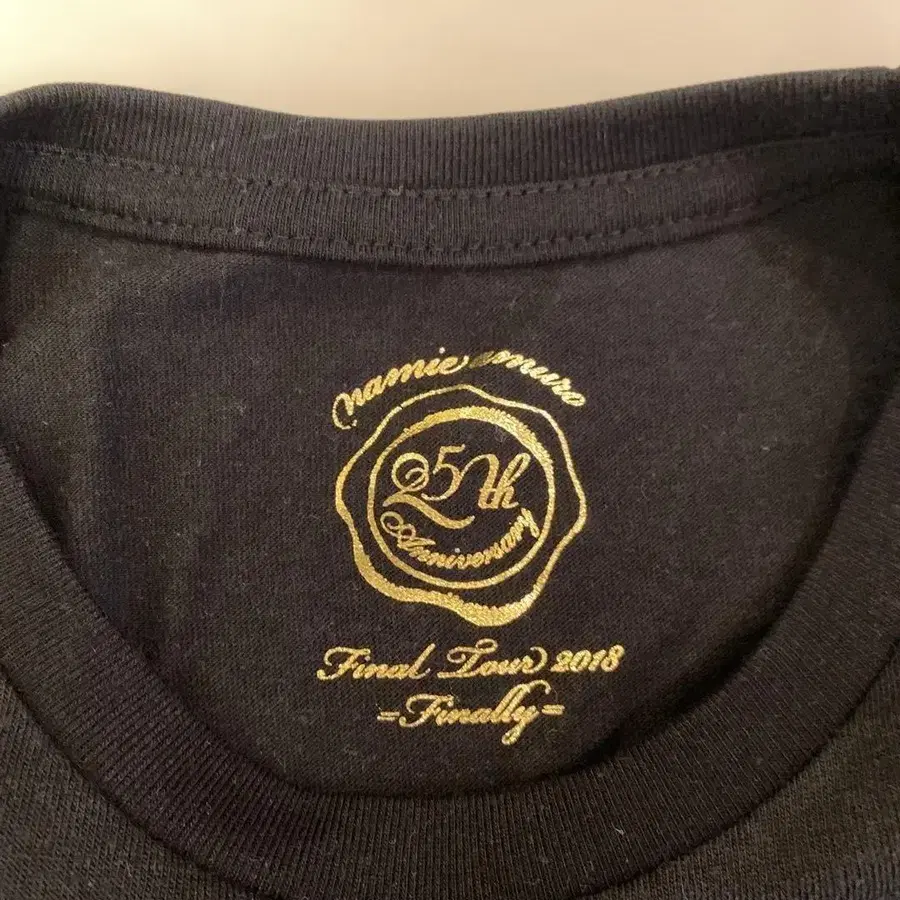 namie amuro
25th
Anniversary
Final Tour 2018
=Finally=